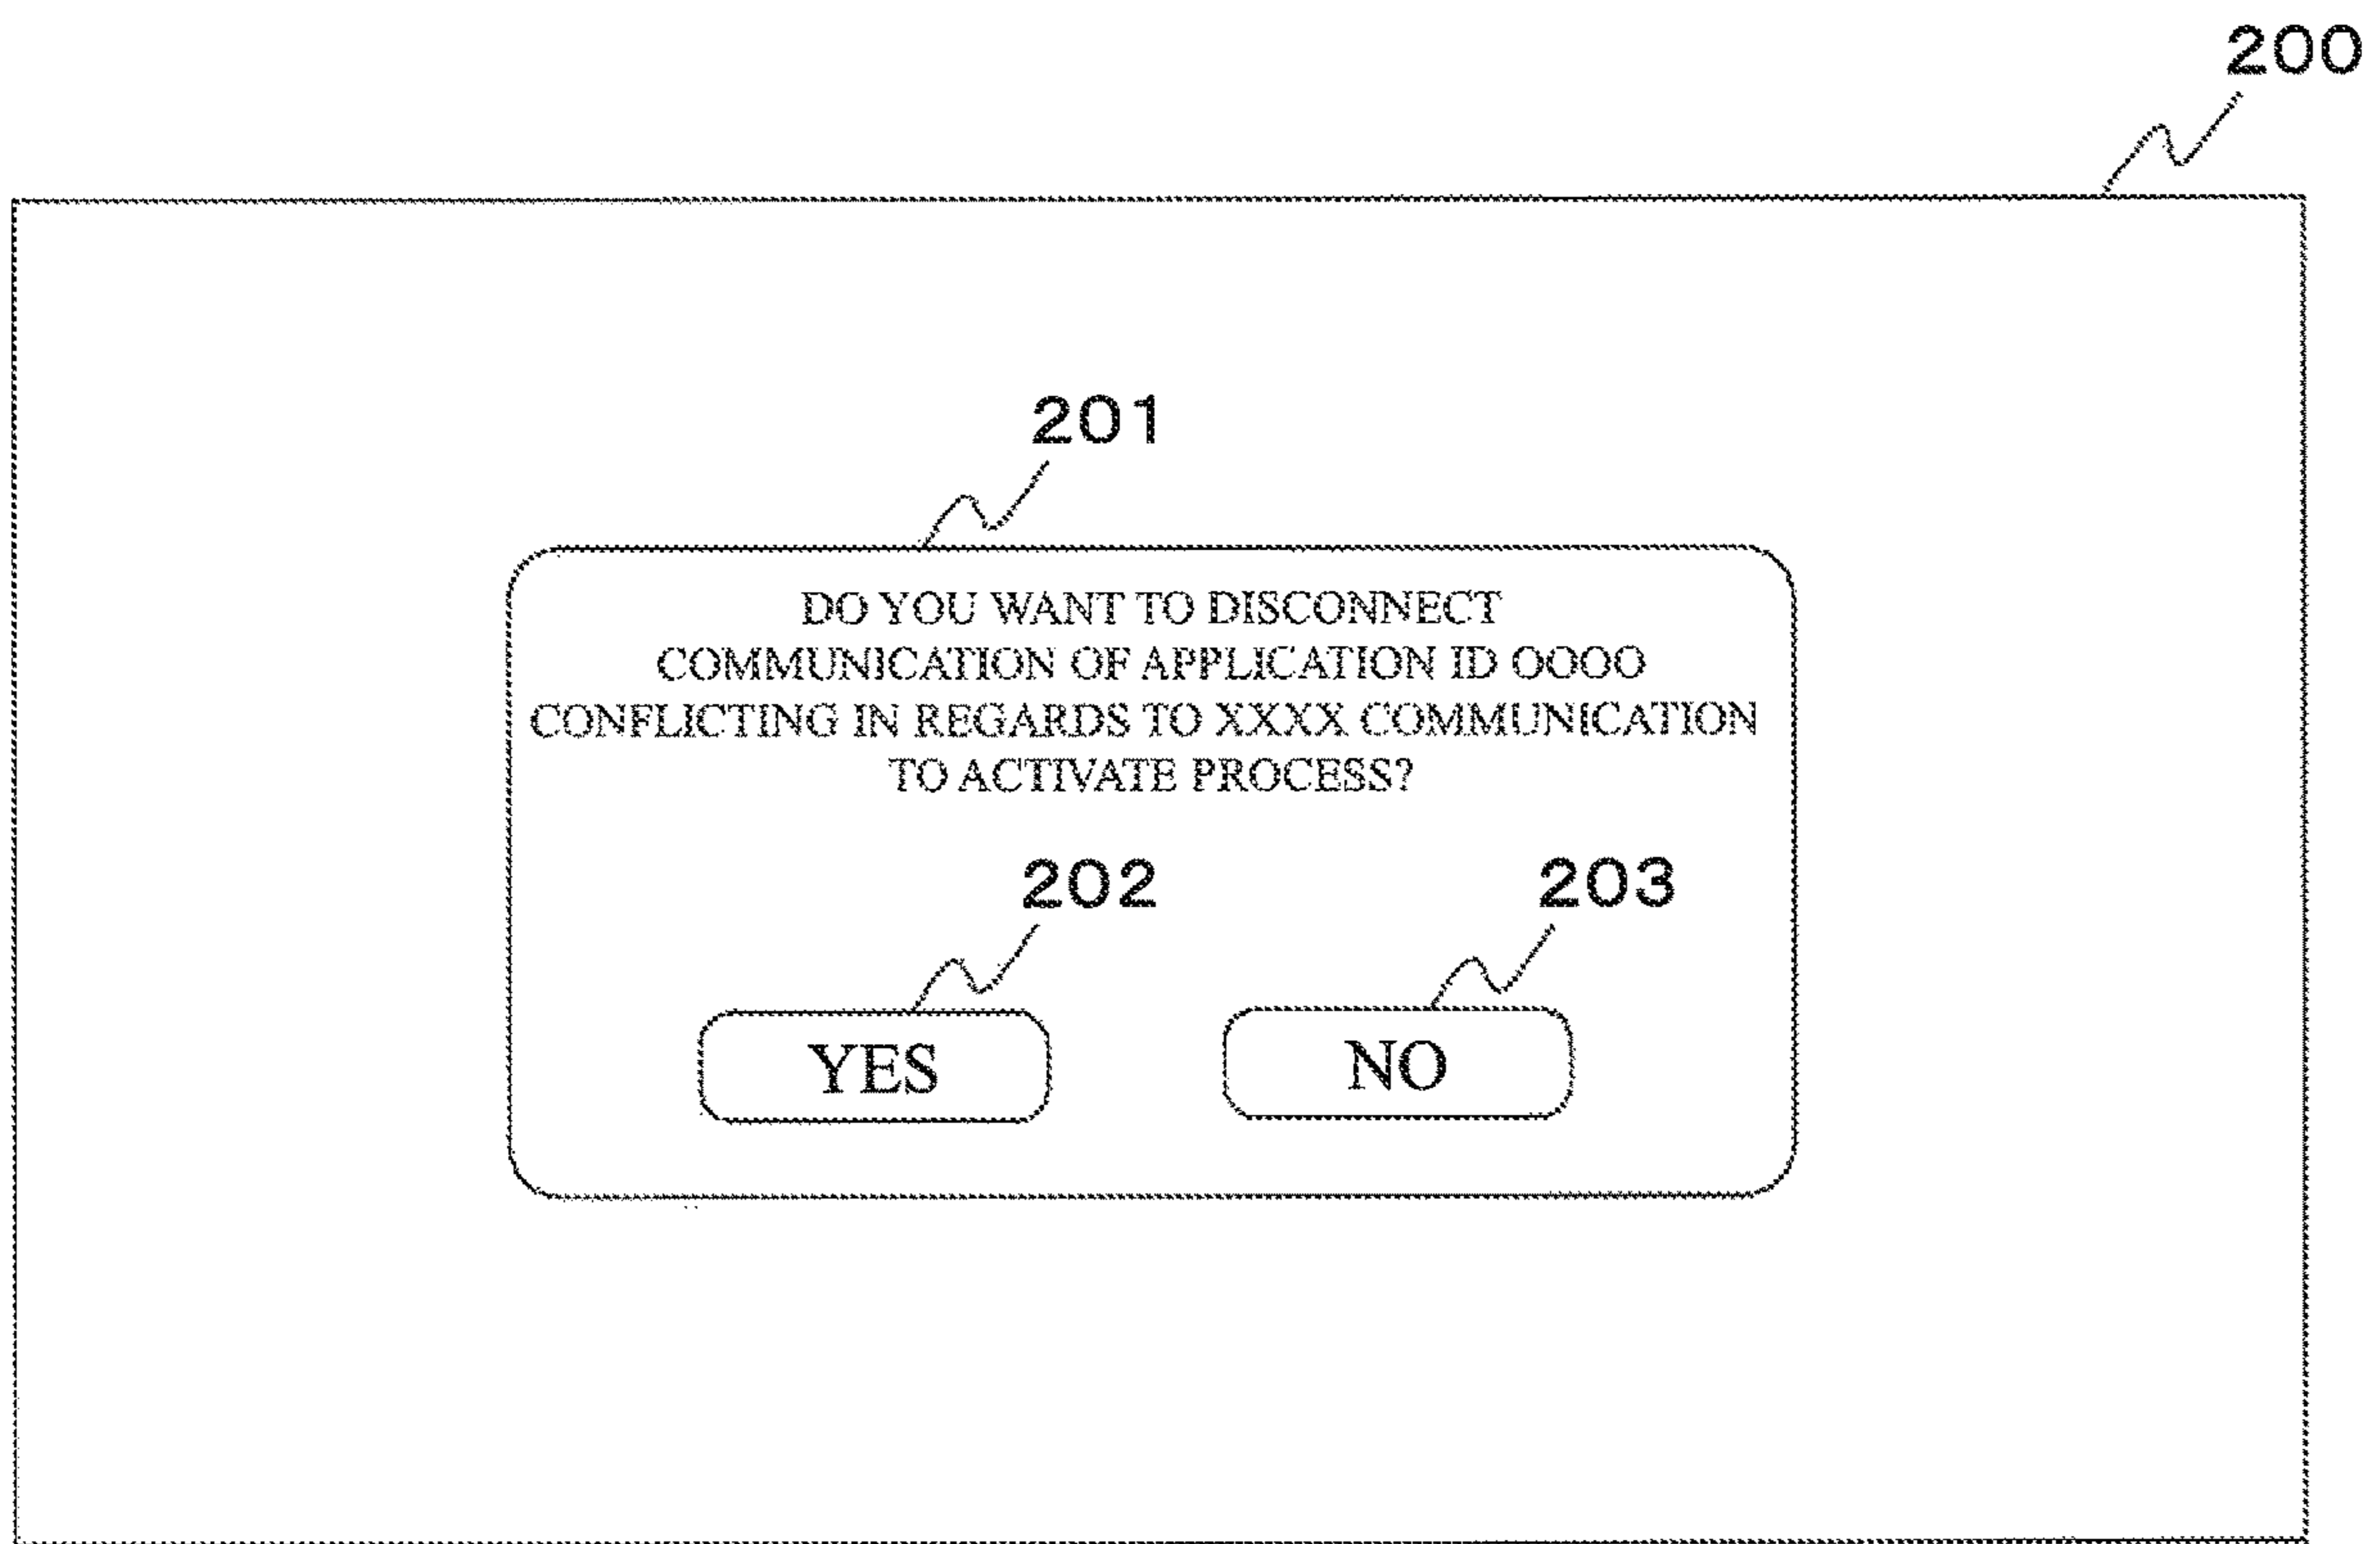 200
201
DO YOU WANT TO DISCONNECT
COMMUNICATION OF APPLICATION ID OOOO
CONFLICTING IN REGARDS TO XXXX COMMUNICATION
TO ACTIVATE PROCESS?
202 203
YES NO